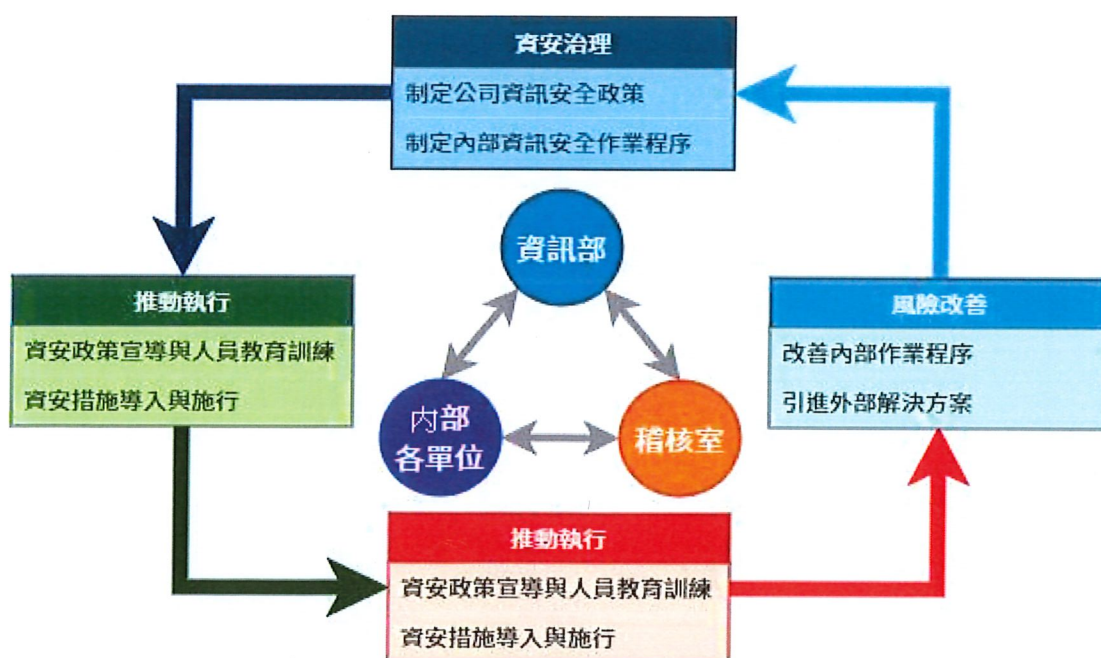 資安治理
制定公司資訊安全政策
制定內部資訊安全作業程序
資訊部
推動執行
資安政策宣導與人員教育訓練
資安措施導入與施行
風險改善
改善內部作業程序
引進外部解決方案
內部
各單位
稽核室
推動執行
資安政策宣導與人員教育訓練
資安措施導入與施行